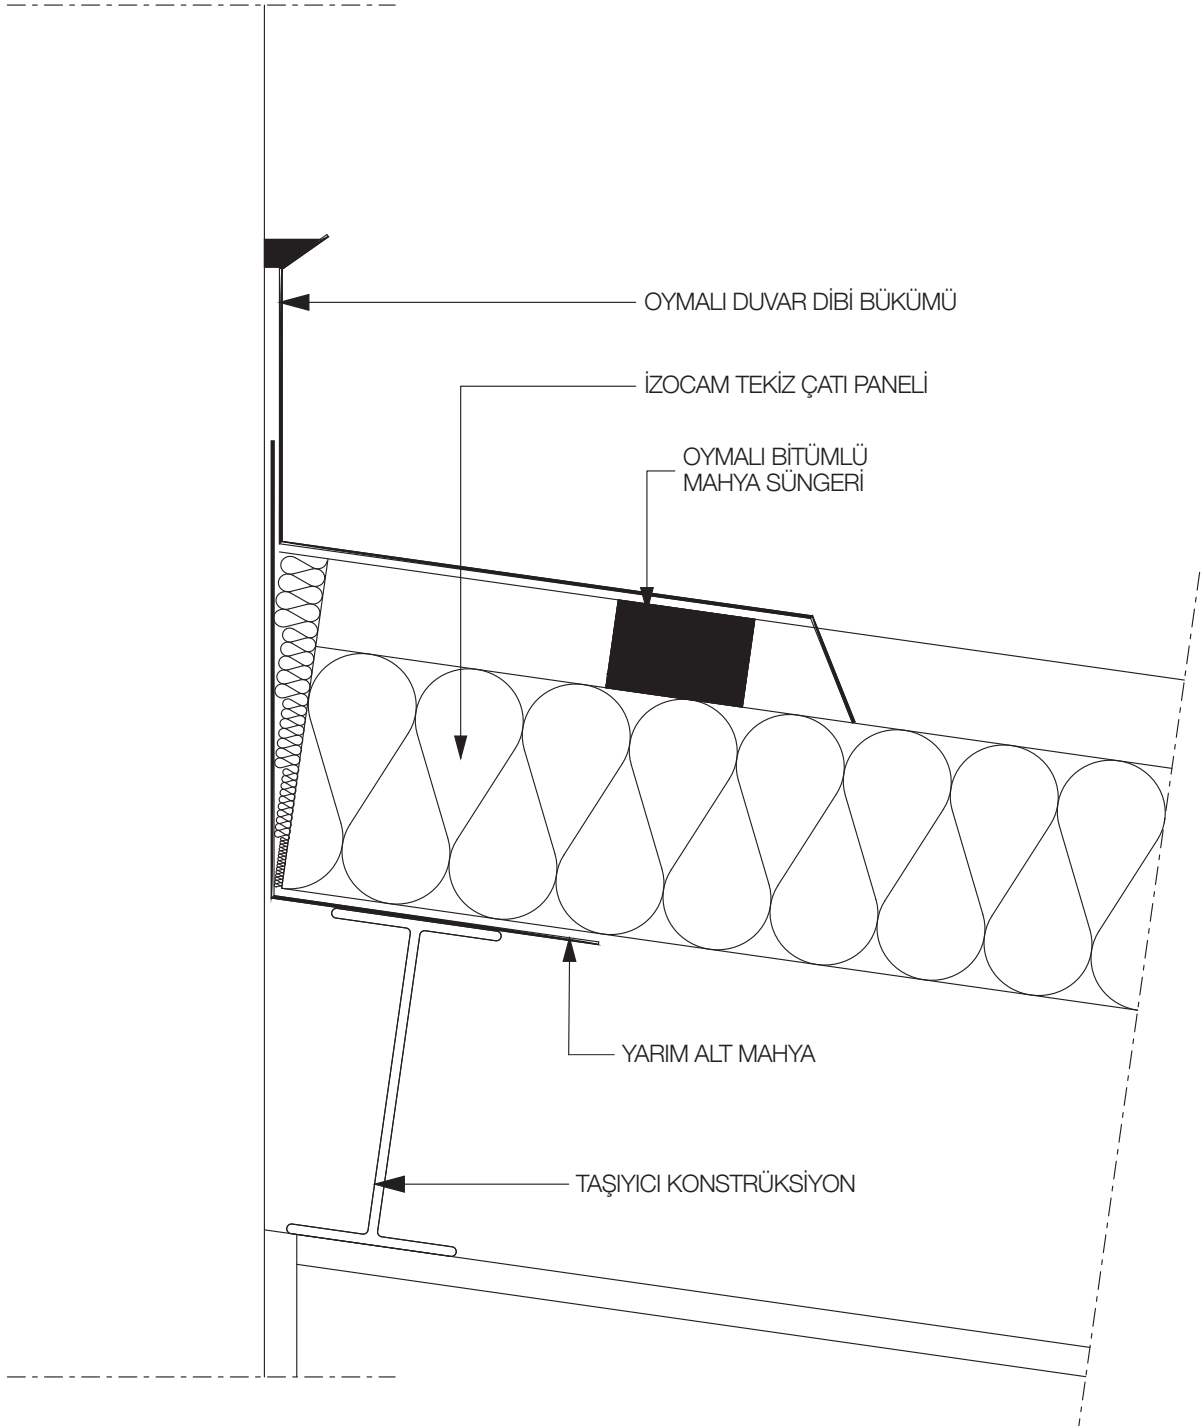 OYMALI DUVAR DİBİ BÜKÜMÜ
İZOCAM TEKİZ ÇATI PANELİ
OYMALI BİTÜMLÜ
MAHYA SÜNGERİ
YARIM ALT MAHYA
TAŞIYICI KONSTRÜKSİYON